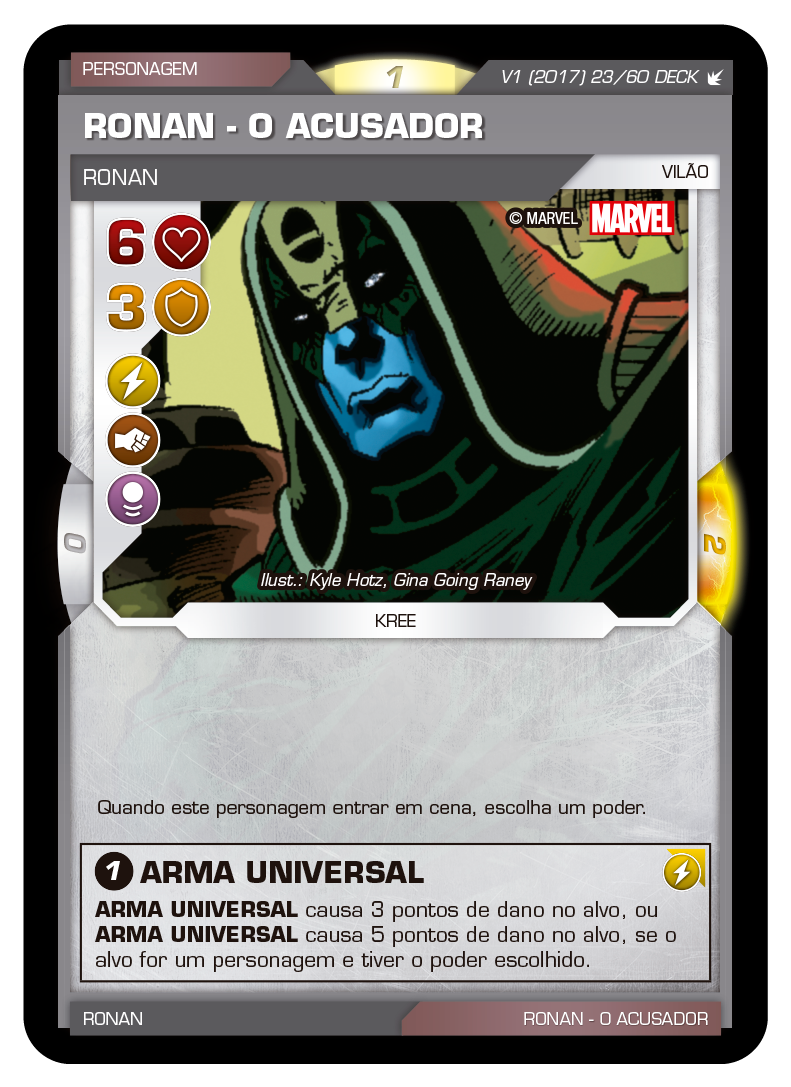 PERSONAGEM
1
V1 (2017) 23/60 DECK
RONAN - O ACUSADOR
RONAN
VILÃO
6
© MARVEL MARVEL
3
0
2
Ilust.: Kyle Hotz, Gina Going Raney
KREE
Quando este personagem entrar em cena, escolha um poder.
1 ARMA UNIVERSAL
ARMA UNIVERSAL causa 3 pontos de dano no alvo, ou
ARMA UNIVERSAL causa 5 pontos de dano no alvo, se o
alvo for um personagem e tiver o poder escolhido.
RONAN
RONAN - O ACUSADOR